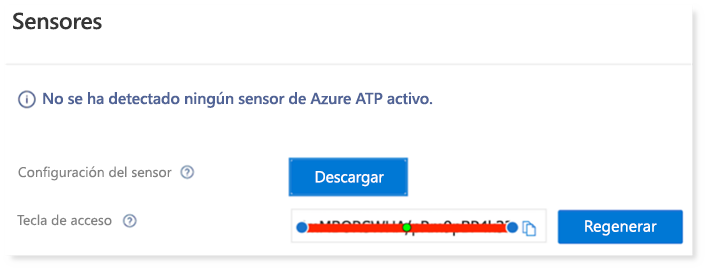 Sensores
No se ha detectado ningún sensor de Azure ATP activo.
Configuración del sensor
Descargar
Tecla de acceso
Regenerar